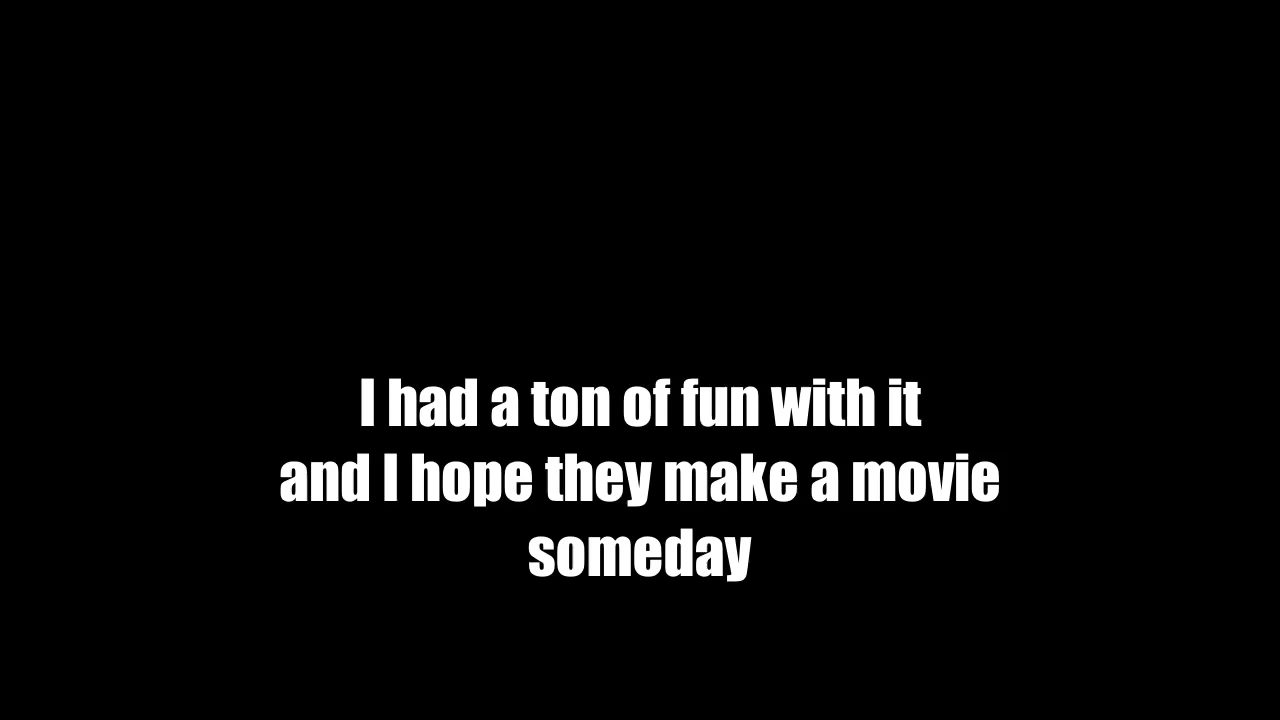 I had a ton of fun with it
and I hope they make a movie
someday